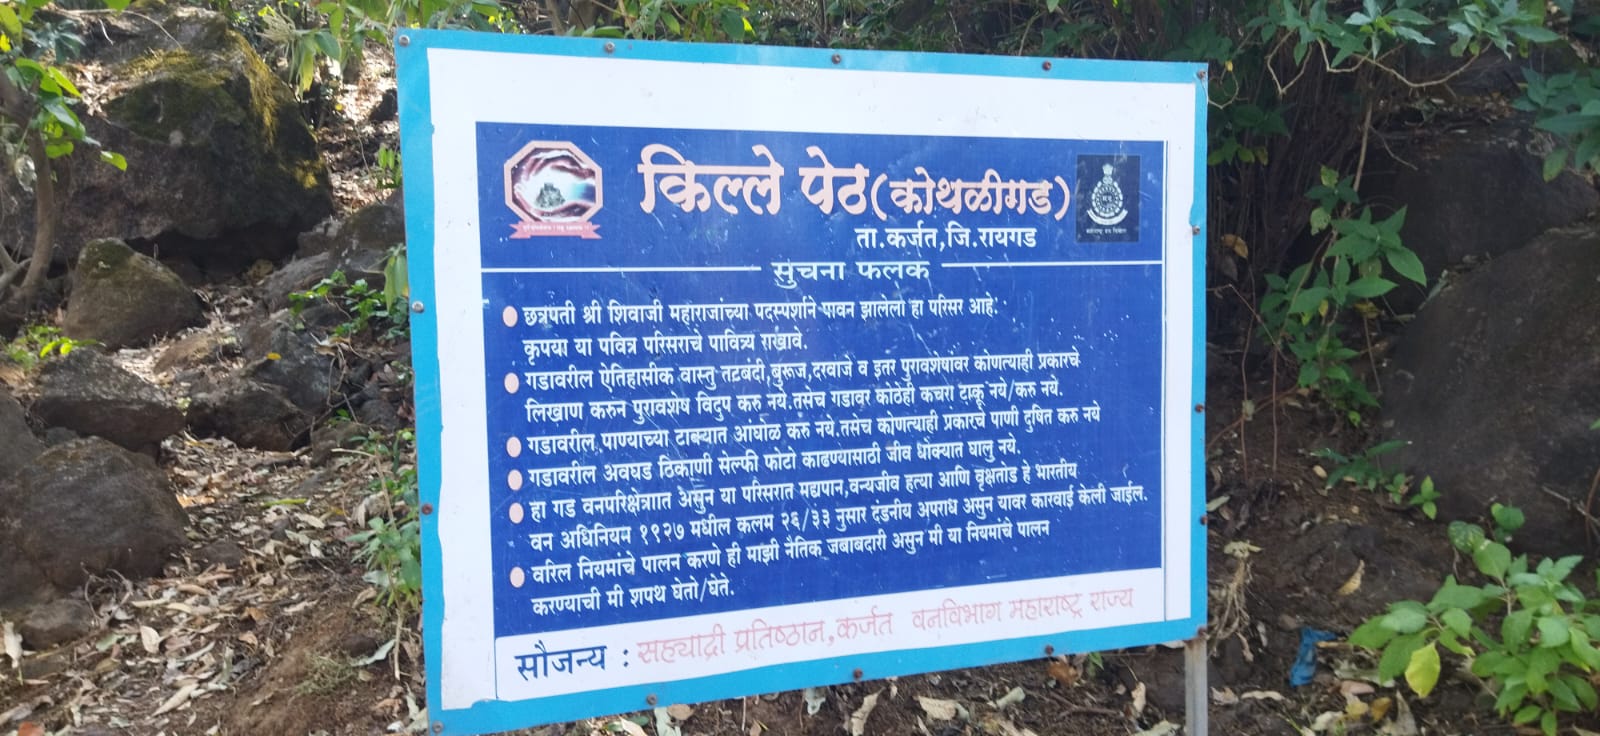 किल्ले पेठ(कोथळीगड)
ता.कर्जत,जि.रायगड
सुचना फलक
छत्रपती श्री शिवाजी महाराजांच्या पदस्पर्शाने पावन झालेला हा परिसर आहे.
कृपया या पवित्र परिसराचे पावित्र्य राखावे.
गडावरील ऐतिहासीक वास्तु तटबंदी,बुरूज,दरवाजे व इतर पुरावशेषांवर कोणत्याही प्रकारचे
लिखाण करुन पुरावशेष विदुप करु नये.तसेच गडावर कोठेही कचरा टाकू नये/करु नये.
गडावरील पाण्याच्या टाक्यात आंघोळ करु नये.तसेच कोणत्याही प्रकारचे पाणी दुषित करु नये
गडावरील अवघड ठिकाणी सेल्फी फोटो काढण्यासाठी जीव धोक्यात घालु नये.
हा गड वनपरिक्षेत्रात असुन या परिसरात मद्यपान,वन्यजीव हत्या आणि वृक्षतोड हे भारतीय
वन अधिनियम १९२७ मधील कलम २६/३३ नुसार दंडनीय अपराध असुन यावर कारवाई केली जाईल.
वरिल नियमांचे पालन करणे ही माझी नैतिक जबाबदारी असुन मी या नियमांचे पालन
करण्याची मी शपथ घेतो/घेते.
सौजन्य : सह्याद्री प्रतिष्ठान,कर्जत वनविभाग महाराष्ट्र राज्य